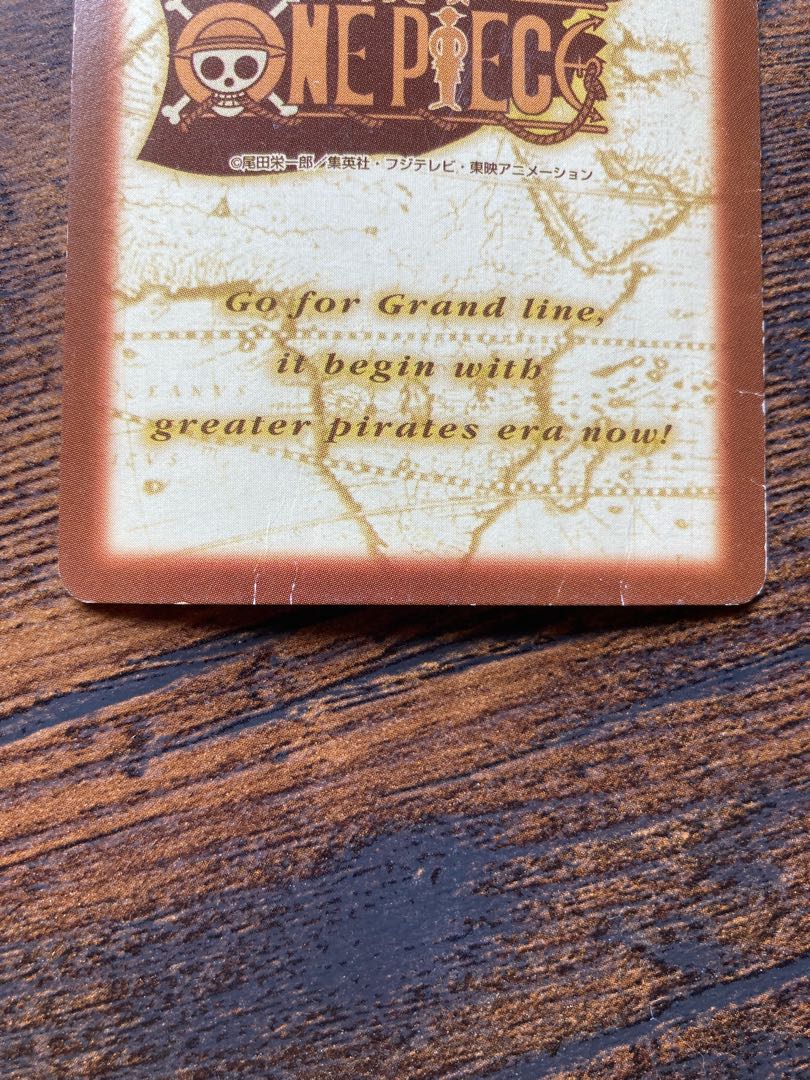 ONE PIECE
©尾田栄一郎／集英社・フジテレビ・東映アニメーション
Go for Grand line,
it begin with
greater pirates era now!